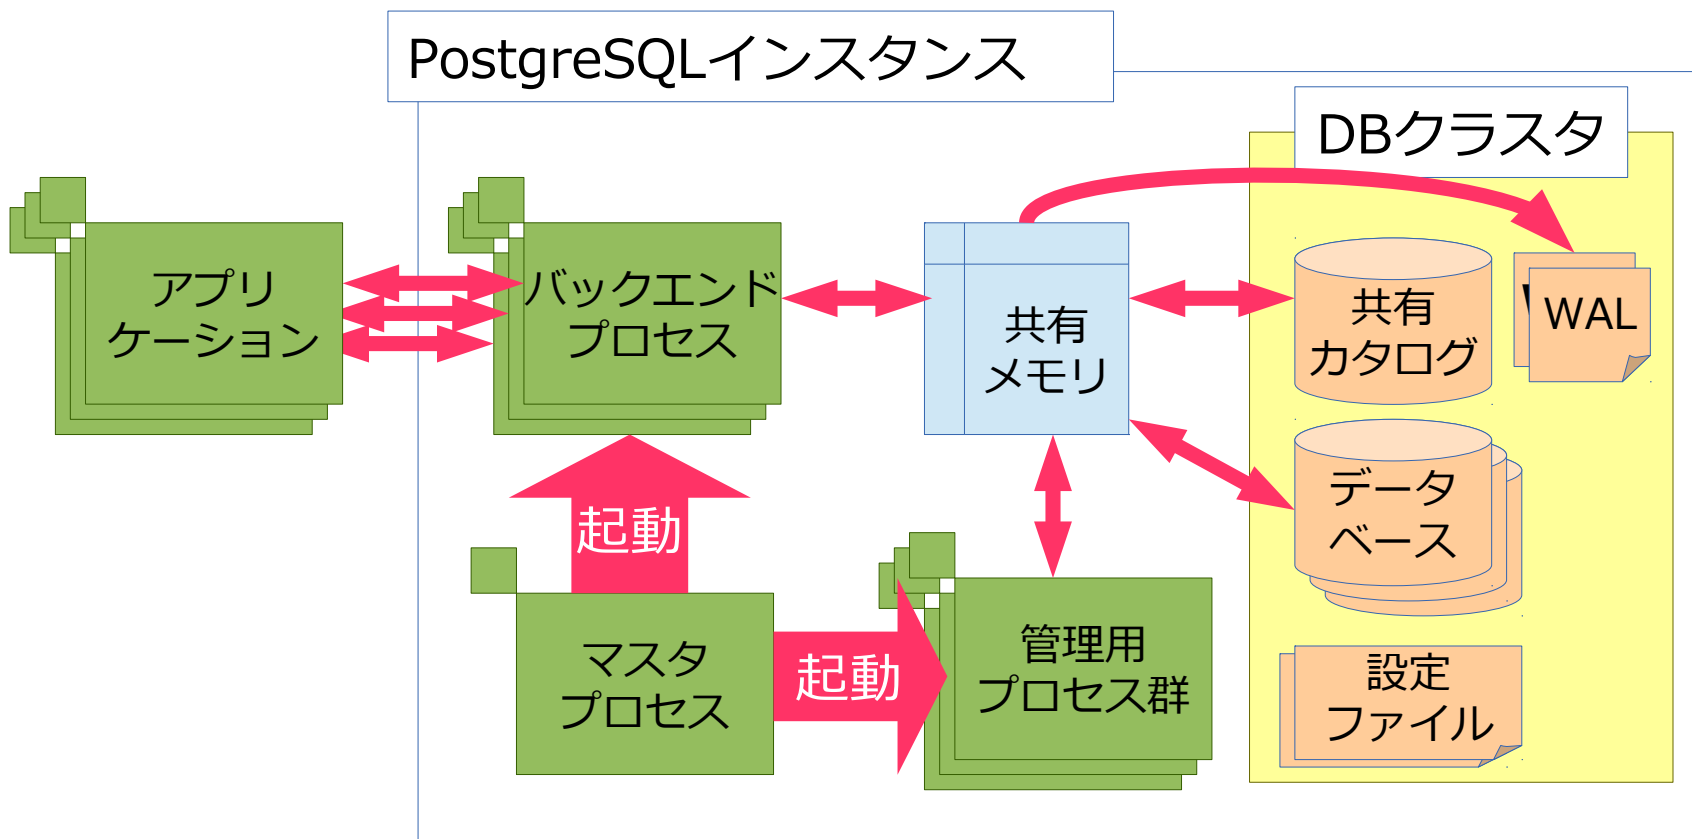 PostgreSQLインスタンス
DBクラスタ
アプリ
ケーション
バックエンド
プロセス
共有
メモリ
共有
カタログ
WAL
データ
ベース
起動
マスタ
プロセス
起動
管理用
プロセス群
設定
ファイル